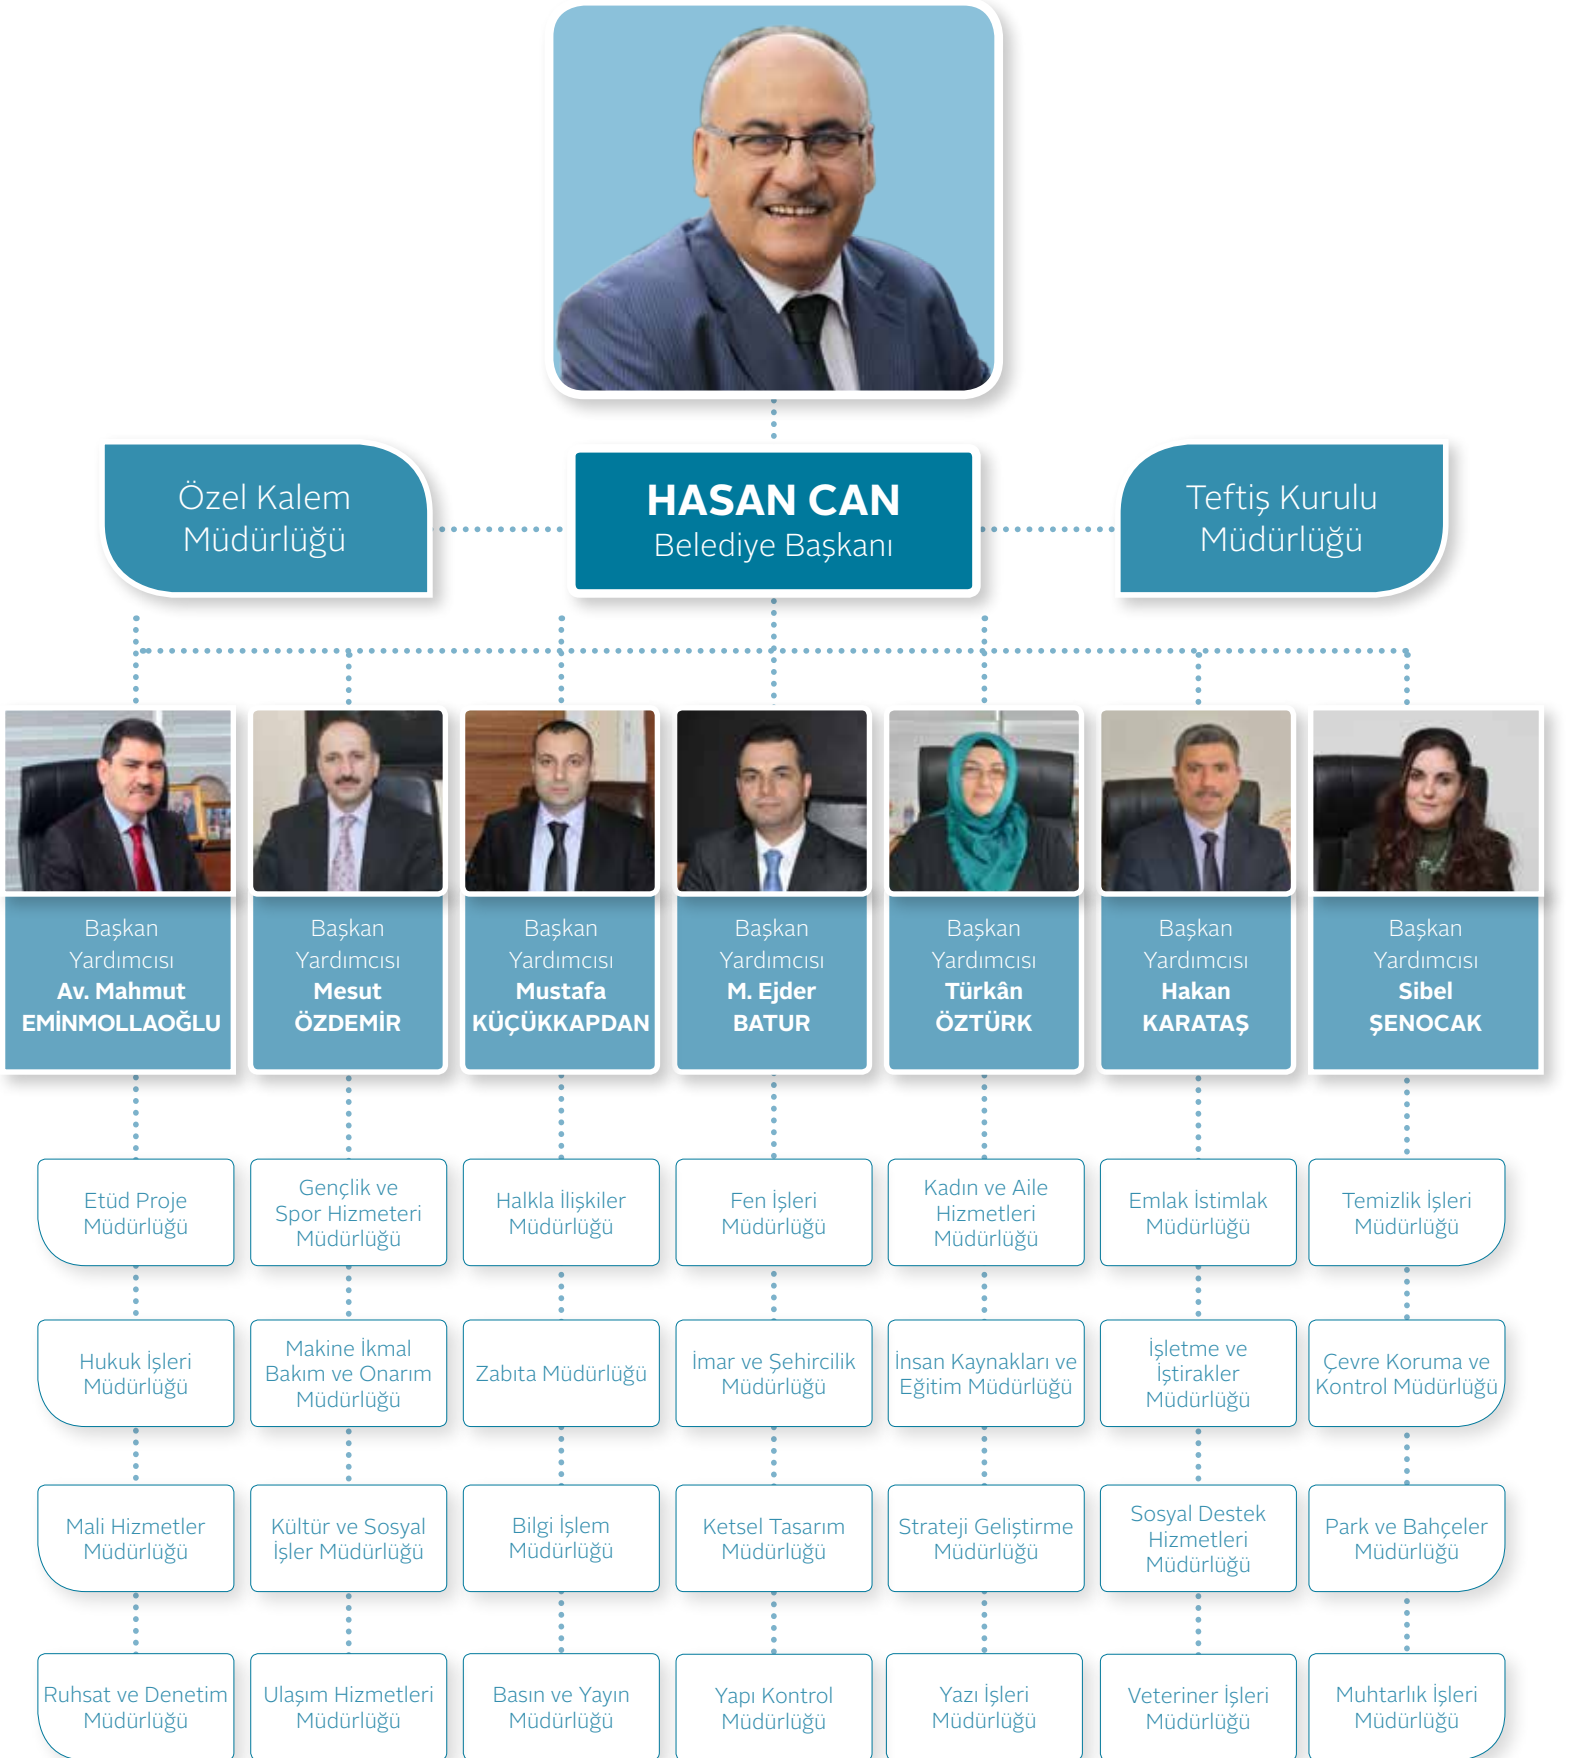 Özel Kalem
Müdürlüğü
HASAN CAN
Belediye Başkanı
Teftiş Kurulu
Müdürlüğü
Başkan
Yardımcısı
Av. Mahmut
EMİNMOLLAOĞLU
Başkan
Yardımcısı
Mesut
ÖZDEMİR
Başkan
Yardımcısı
Mustafa
KÜÇÜKKAPDAN
Başkan
Yardımcısı
M. Ejder
BATUR
Başkan
Yardımcısı
Türkân
ÖZTÜRK
Başkan
Yardımcısı
Hakan
KARATAŞ
Başkan
Yardımcısı
Sibel
ŞENOCAK
Etüd Proje
Müdürlüğü
Gençlik ve
Spor Hizmeteri
Müdürlüğü
Halkla İlişkiler
Müdürlüğü
Fen İşleri
Müdürlüğü
Kadın ve Aile
Hizmetleri
Müdürlüğü
Emlak İstimlak
Müdürlüğü
Temizlik İşleri
Müdürlüğü
Hukuk İşleri
Müdürlüğü
Makine İkmal
Bakım ve Onarım
Müdürlüğü
Zabıta Müdürlüğü
İmar ve Şehircilik
Müdürlüğü
İnsan Kaynakları ve
Eğitim Müdürlüğü
İşletme ve
İştirakler
Müdürlüğü
Çevre Koruma ve
Kontrol Müdürlüğü
Mali Hizmetler
Müdürlüğü
Kültür ve Sosyal
İşler Müdürlüğü
Bilgi İşlem
Müdürlüğü
Ketsel Tasarım
Müdürlüğü
Strateji Geliştirme
Müdürlüğü
Sosyal Destek
Hizmetleri
Müdürlüğü
Park ve Bahçeler
Müdürlüğü
Ruhsat ve Denetim
Müdürlüğü
Ulaşım Hizmetleri
Müdürlüğü
Basın ve Yayın
Müdürlüğü
Yapı Kontrol
Müdürlüğü
Yazı İşleri
Müdürlüğü
Veteriner İşleri
Müdürlüğü
Muhtarlık İşleri
Müdürlüğü